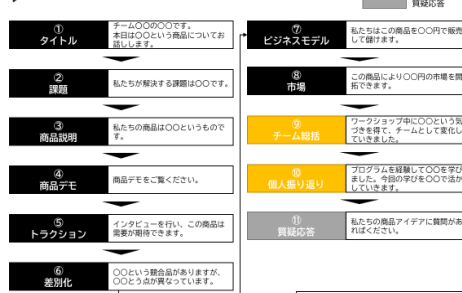 質疑応答
①
タイトル
チーム〇〇の〇〇です。
本日は〇〇という商品についてお
話しします。
②
課題
私たちが解決する課題は〇〇です。
③
商品説明
私たちの商品は〇〇というもので
す。
④
商品デモ
商品デモをご覧ください。
⑤
トラクション
インタビューを行い、この商品は
需要が期待できます。
⑥
差別化
〇〇という競合品がありますが、
〇〇とう点が異なっています。
⑦
ビジネスモデル
私たちはこの商品を〇〇円で販売
して儲けます。
⑧
市場
この商品により〇〇円の市場を開
拓できます。
⑨
チーム総括
ワークショップ中に〇〇という気
づきを得て、チームとして変化し
ていきました。
⑩
個人振り返り
プログラムを経験して〇〇を学び
ました。今回の学びを〇〇で活か
していきます。
⑪
質疑応答
私たちの商品アイデアに質問があ
ればください。